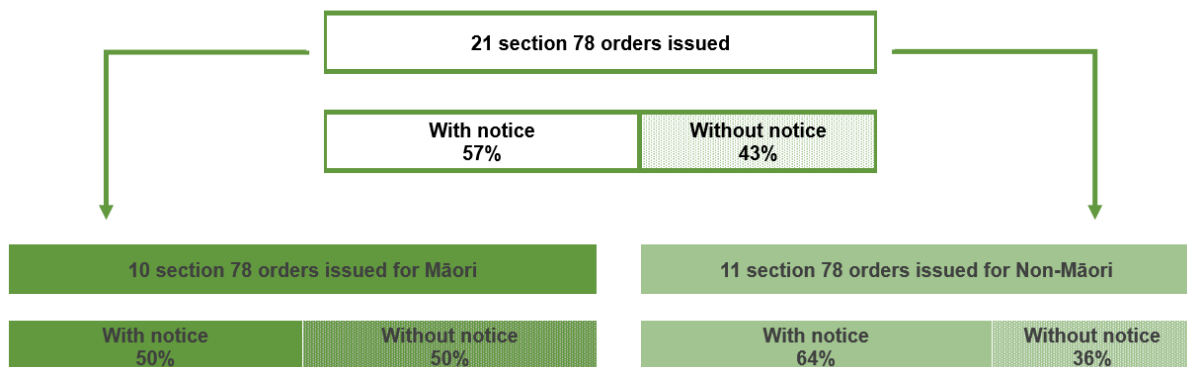 21 section 78 orders issued
With notice
57%
Without notice
43%
10 section 78 orders issued for Māori
11 section 78 orders issued for Non-Māori
With notice
50%
Without notice
50%
With notice
64%
Without notice
36%